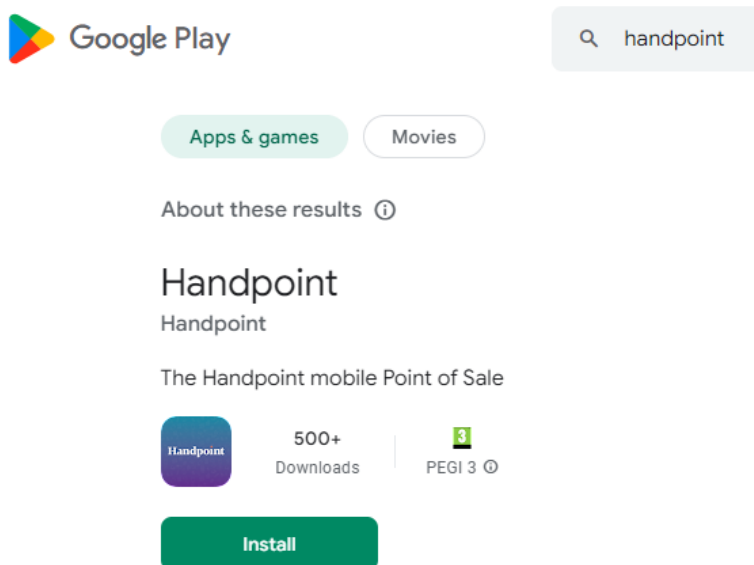 Google Play
handpoint
Apps & games
Movies
About these results
Handpoint
Handpoint
The Handpoint mobile Point of Sale
Handpoint
500+
Downloads
3
PEGI 3
Install